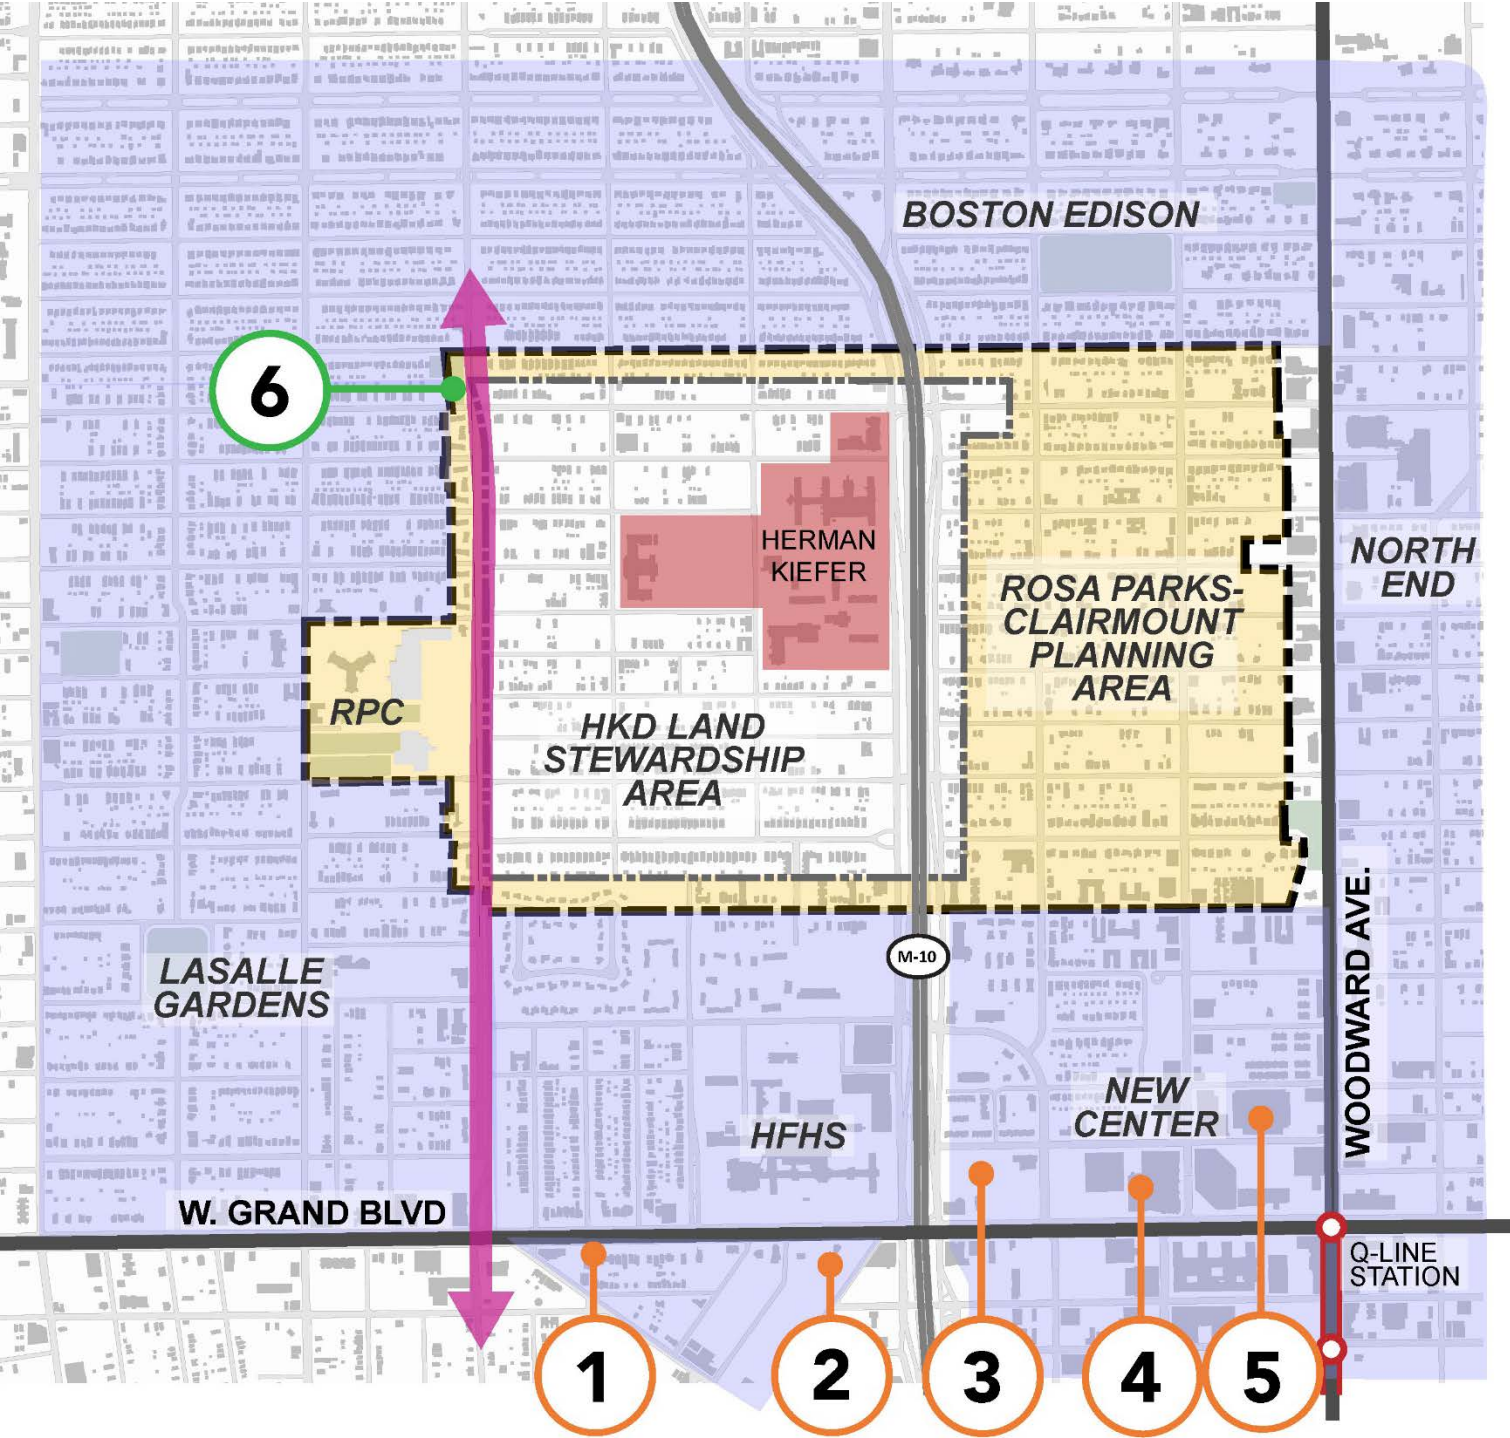 BOSTON EDISON
6
HERMAN
KIEFER
NORTH
END
ROSA PARKS-
CLAIRMOUNT
PLANNING
AREA
RPC
HKD LAND
STEWARDSHIP
AREA
M-10
LASALLE
GARDENS
WOODWARD AVE.
NEW
CENTER
HFHS
W. GRAND BLVD
Q-LINE
STATION
1
2
3
4
5